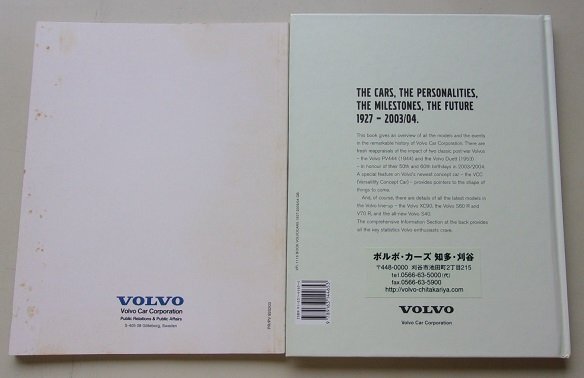 VOLVO
Volvo Car Corporation
Public Relations & Public Affairs
S-405 08 Göteborg, Sweden
THE CARS, THE PERSONALITIES,
THE MILESTONES, THE FUTURE
1927 – 2003/04.
This book gives an overview of all the models and the events
in the remarkable history of Volvo Car Corporation. There are
fresh reappraisals of the impact of two classic post-war Volvos
– the Volvo PV444 (1944) and the Volvo Duett (1953)
– in honour of their 50th and 60th birthdays in 2003/2004.
A special feature on Volvo's newest concept car – the VCC
(Versatility Concept Car) – provides pointers to the shape of
things to come.
And, of course, there are details of all the latest models in
the Volvo line-up – the Volvo XC90, the Volvo S60 R and
V70 R, and the all-new Volvo S40.
The comprehensive Information Section at the back provides
all the key statistics Volvo enthusiasts crave.
ボルボ・カーズ 知多・刈谷
〒448-0000 刈谷市池田町2丁目215
tel.0566-63-5000(代)
fax.0566-63-5900
http://volvo-chitakariya.com
VOLVO
Volvo Car Corporation